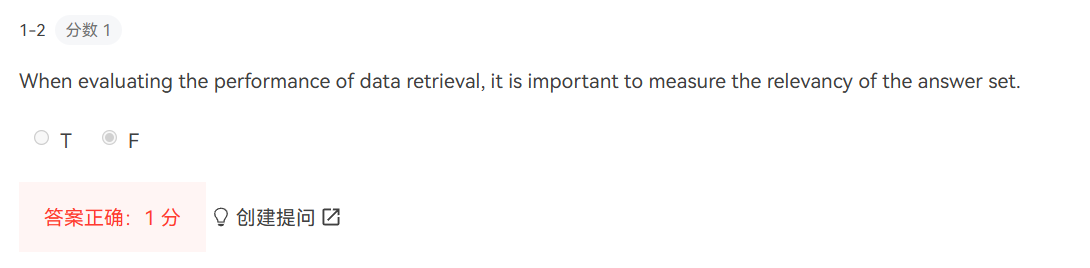 1-2 分数 1
When evaluating the performance of data retrieval, it is important to measure the relevancy of the answer set.
T F
答案正确：1 分 创建提问